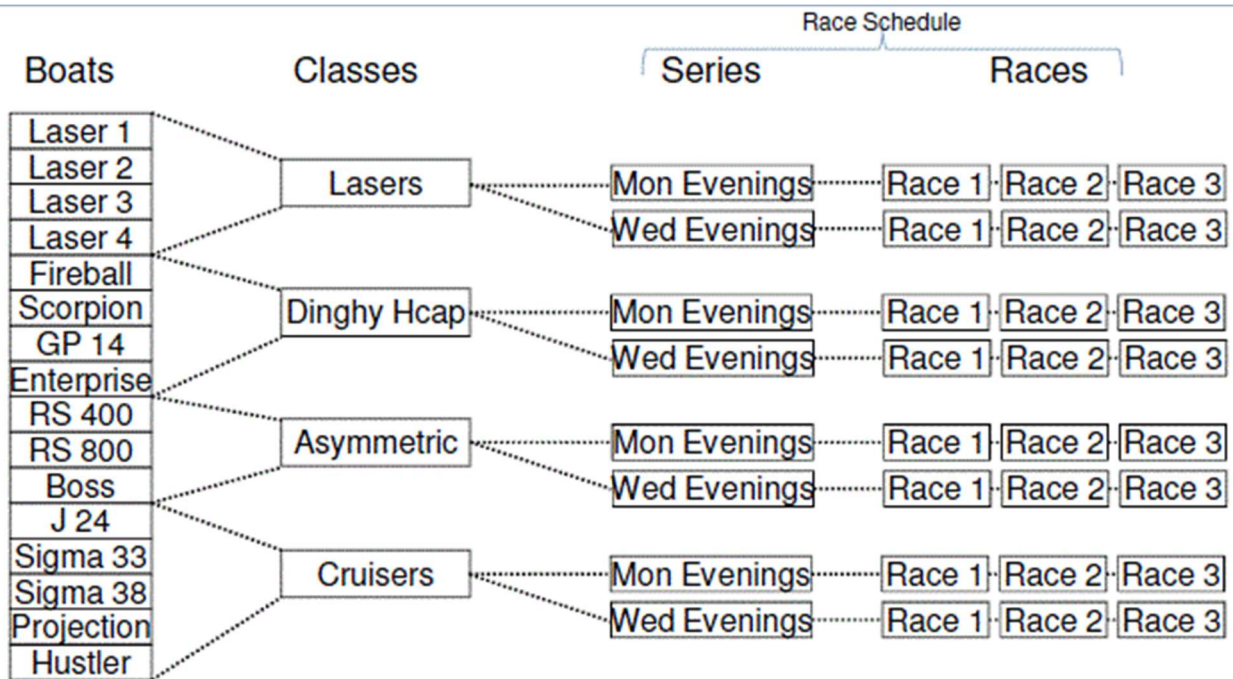 Race Schedule
Boats Classes Series Races
Laser 1
Laser 2
Laser 3
Laser 4
Fireball
Scorpion
GP 14
Enterprise
RS 400
RS 800
Boss
J 24
Sigma 33
Sigma 38
Projection
Hustler
Lasers
Dinghy Hcap
Asymmetric
Cruisers
Mon Evenings Race 1 Race 2 Race 3
Wed Evenings Race 1 Race 2 Race 3
Mon Evenings Race 1 Race 2 Race 3
Wed Evenings Race 1 Race 2 Race 3
Mon Evenings Race 1 Race 2 Race 3
Wed Evenings Race 1 Race 2 Race 3
Mon Evenings Race 1 Race 2 Race 3
Wed Evenings Race 1 Race 2 Race 3